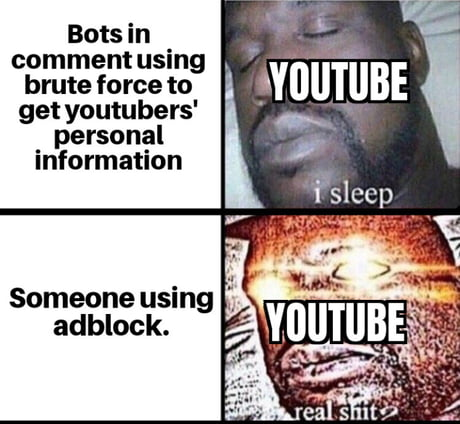 Bots in
comment using
brute force to
get youtubers'
personal
information
YOUTUBE
i sleep
Someone using
adblock.
YOUTUBE
real shit?